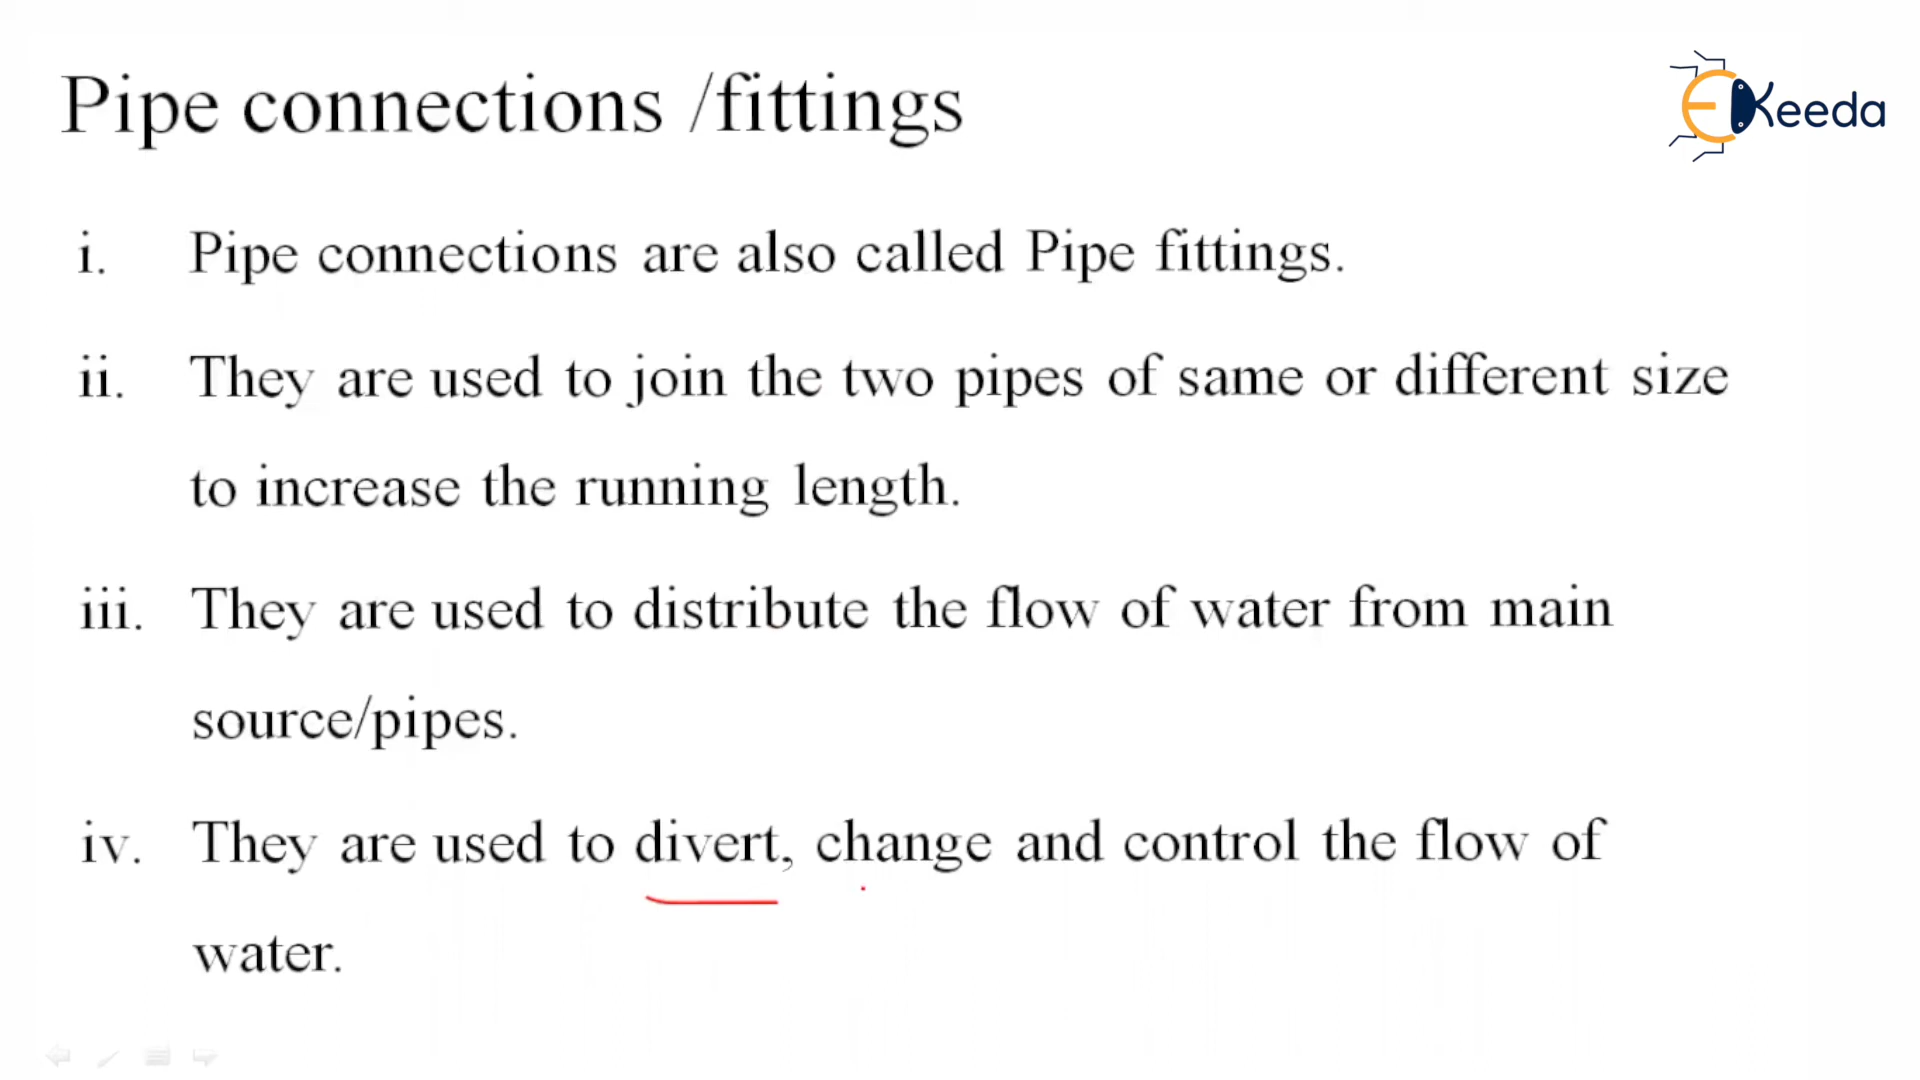 Pipe connections /fittings
EKeeda
i. Pipe connections are also called Pipe fittings.
ii. They are used to join the two pipes of same or different size
to increase the running length.
iii. They are used to distribute the flow of water from main
source/pipes.
iv. They are used to divert, change and control the flow of
water.